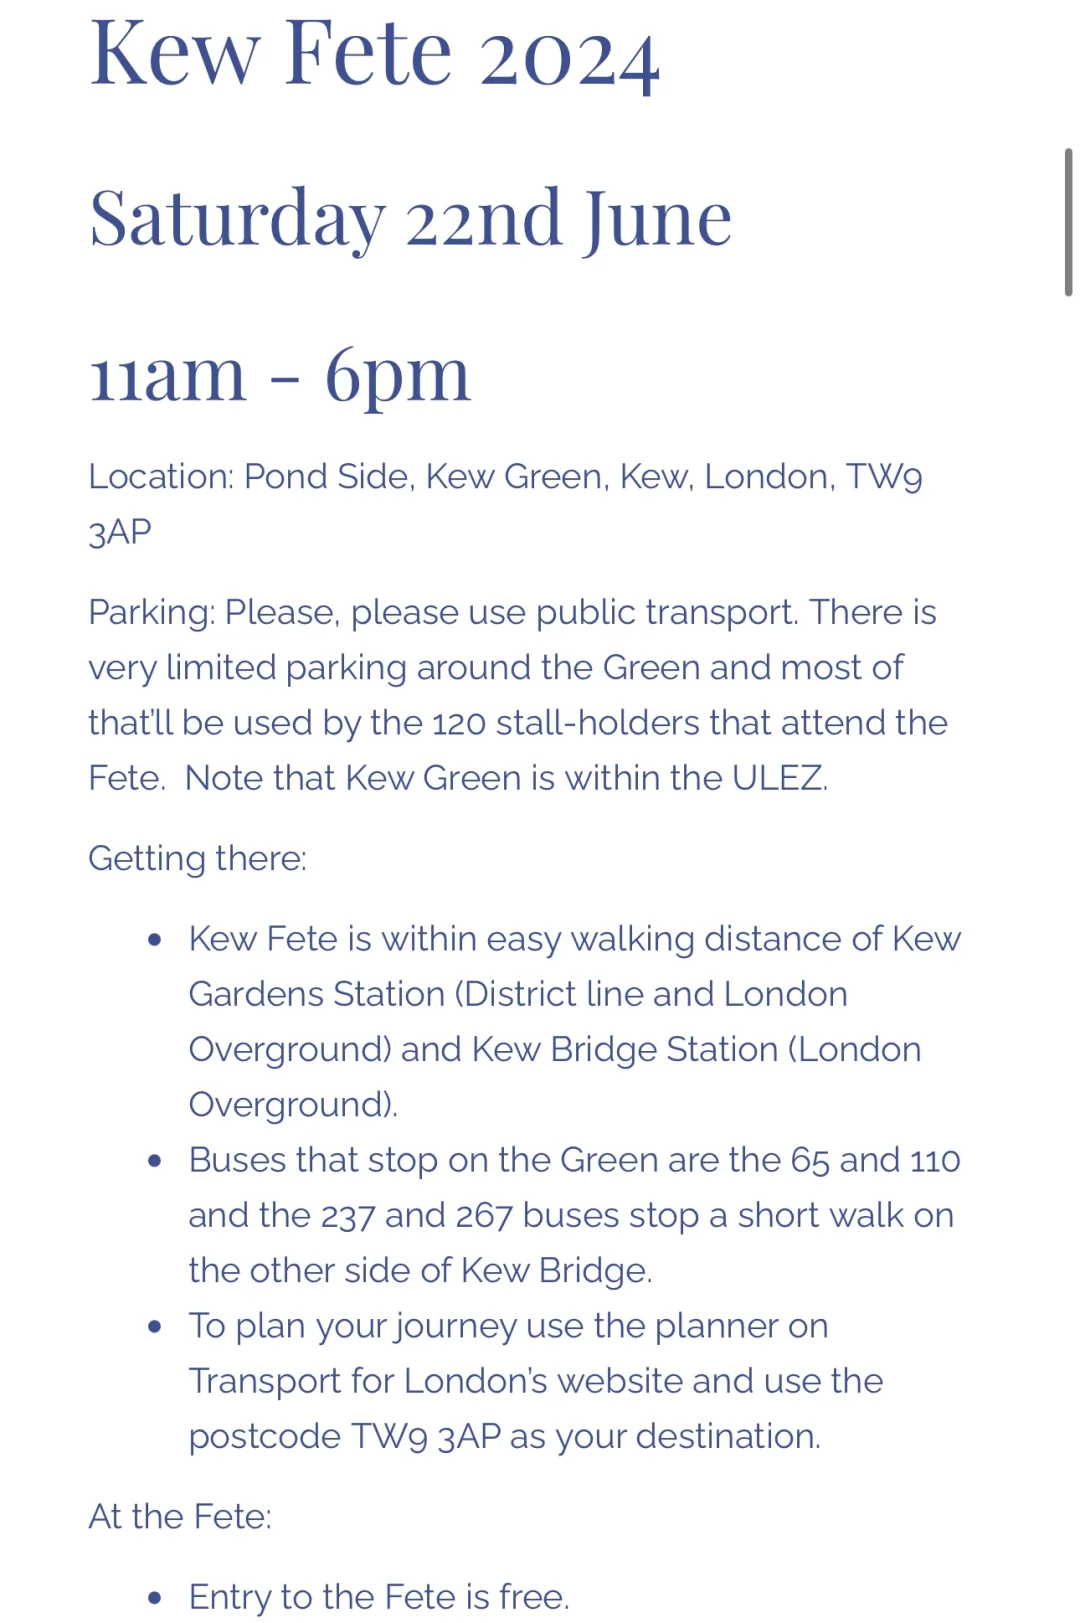 Kew Fete 2024
Saturday 22nd June
11am - 6pm
Location: Pond Side, Kew Green, Kew, London, TW9
3AP
Parking: Please, please use public transport. There is
very limited parking around the Green and most of
that'll be used by the 120 stall-holders that attend the
Fete.  Note that Kew Green is within the ULEZ.
Getting there:
• Kew Fete is within easy walking distance of Kew
Gardens Station (District line and London
Overground) and Kew Bridge Station (London
Overground).
• Buses that stop on the Green are the 65 and 110
and the 237 and 267 buses stop a short walk on
the other side of Kew Bridge.
• To plan your journey use the planner on
Transport for London's website and use the
postcode TW9 3AP as your destination.
At the Fete:
• Entry to the Fete is free.